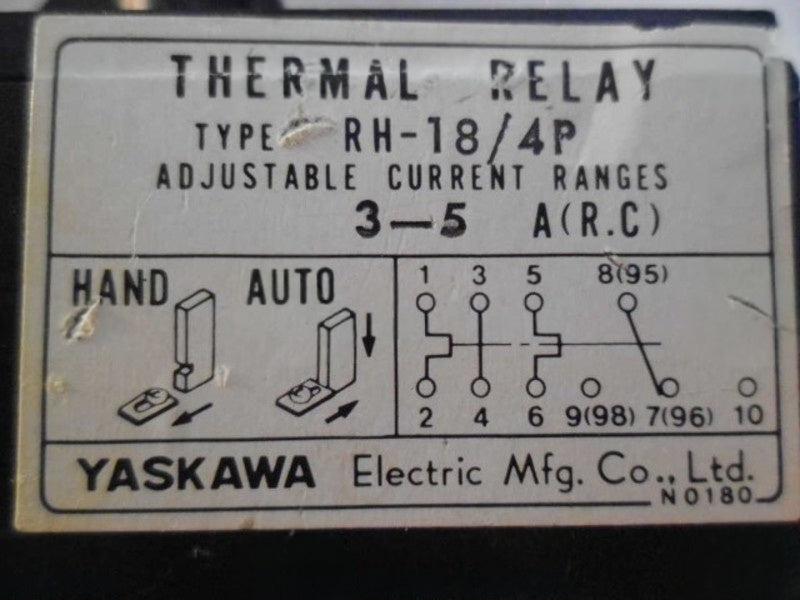 THERMAL RELAY
TYPE RH-18/4P
ADJUSTABLE CURRENT RANGES
3-5 A(R.C)
HAND AUTO
1 3 5 8(95)
2 4 6 9(98) 7(96) 10
YASKAWA Electric Mfg. Co., Ltd.
N0180